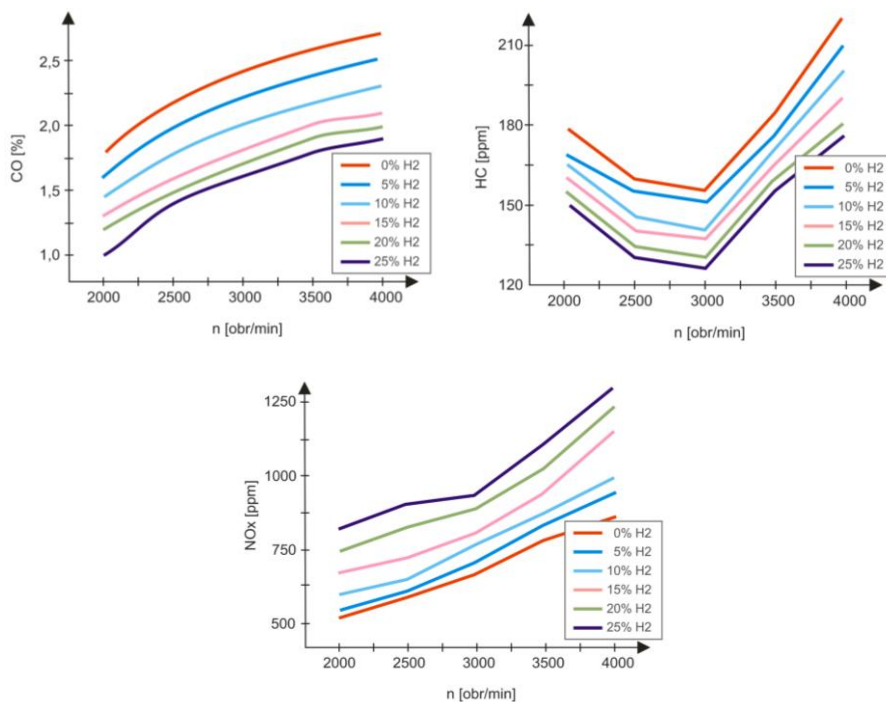 CO [%]
2,5
2,0
1,5
1,0
2000 2500 3000 3500 4000
n [obr/min]
0% H2
5% H2
10% H2
15% H2
20% H2
25% H2
HC [ppm]
210
180
150
120
2000 2500 3000 3500 4000
n [obr/min]
0% H2
5% H2
10% H2
15% H2
20% H2
25% H2
NOx [ppm]
1250
1000
750
500
2000 2500 3000 3500 4000
n [obr/min]
0% H2
5% H2
10% H2
15% H2
20% H2
25% H2